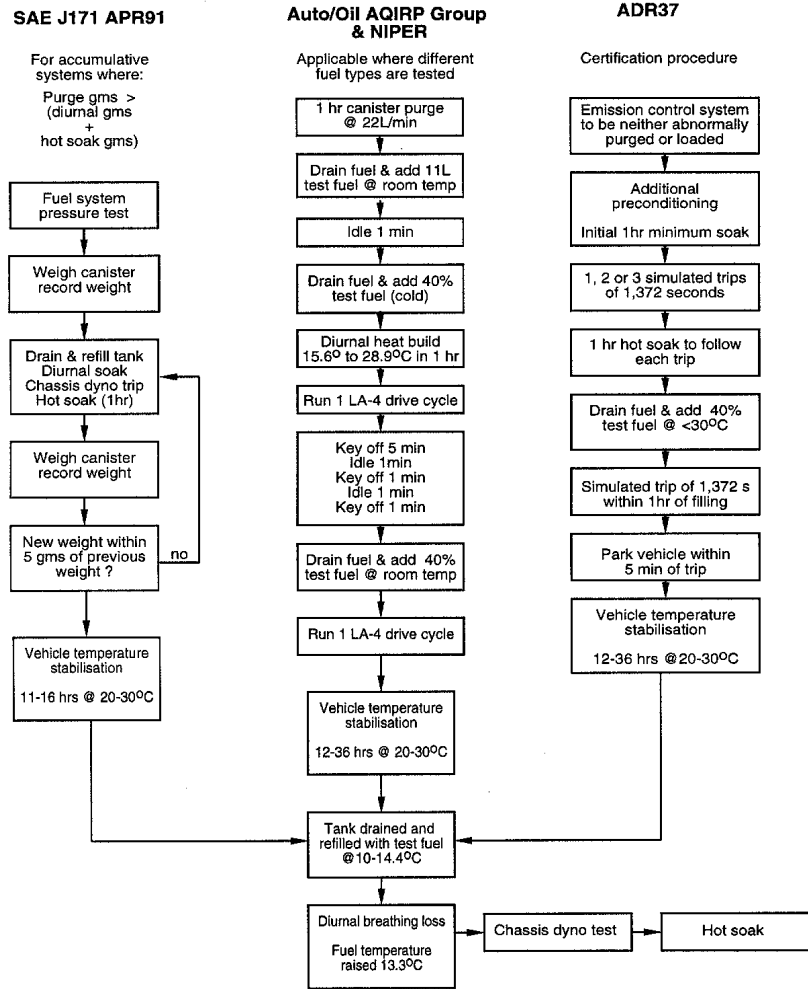 SAE J171 APR91
For accumulative
systems where:
Purge gms >
(diurnal gms
+
hot soak gms)
Fuel system
pressure test
Weigh canister
record weight
Drain & refill tank
Diurnal soak
Chassis dyno trip
Hot soak (1hr)
Weigh canister
record weight
New weight within
5 gms of previous
weight ?
no
Vehicle temperature
stabilisation
11-16 hrs @ 20-30ºC
Auto/Oil AQIRP Group
& NIPER
Applicable where different
fuel types are tested
1 hr canister purge
@ 22L/min
Drain fuel & add 11L
test fuel @ room temp
Idle 1 min
Drain fuel & add 40%
test fuel (cold)
Diurnal heat build
15.6º to 28.9ºC in 1 hr
Run 1 LA-4 drive cycle
Key off 5 min
Idle 1min
Key off 1 min
Idle 1 min
Key off 1 min
Drain fuel & add 40%
test fuel @ room temp
Run 1 LA-4 drive cycle
Vehicle temperature
stabilisation
12-36 hrs @ 20-30ºC
ADR37
Certification procedure
Emission control system
to be neither abnormally
purged or loaded
Additional
preconditioning
Initial 1hr minimum soak
1, 2 or 3 simulated trips
of 1,372 seconds
1 hr hot soak to follow
each trip
Drain fuel & add 40%
test fuel @ <30ºC
Simulated trip of 1,372 s
within 1hr of filling
Park vehicle within
5 min of trip
Vehicle temperature
stabilisation
12-36 hrs @20-30ºC
Tank drained and
refilled with test fuel
@10-14.4ºC
Diurnal breathing loss
Fuel temperature
raised 13.3ºC
Chassis dyno test
Hot soak